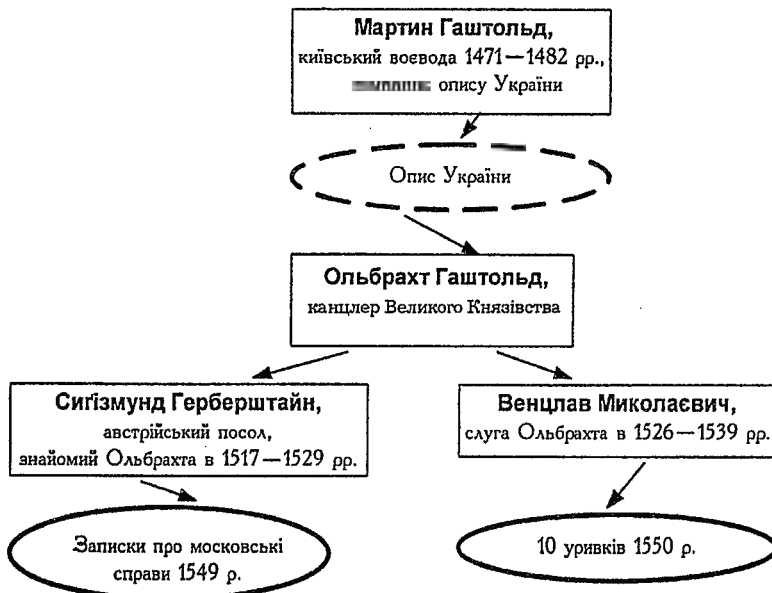 Мартин Гаштольд,
київський воєвода 1471—1482 рр.,
опису України
Опис України
Ольбрахт Гаштольд,
канцлер Великого Князівства
Сиґізмунд Герберштайн,
австрійський посол,
знайомий Ольбрахта в 1517—1529 рр.
Венцлав Миколаєвич,
слуга Ольбрахта в 1526—1539 рр.
Записки про московські
справи 1549 р.
10 уривків 1550 р.